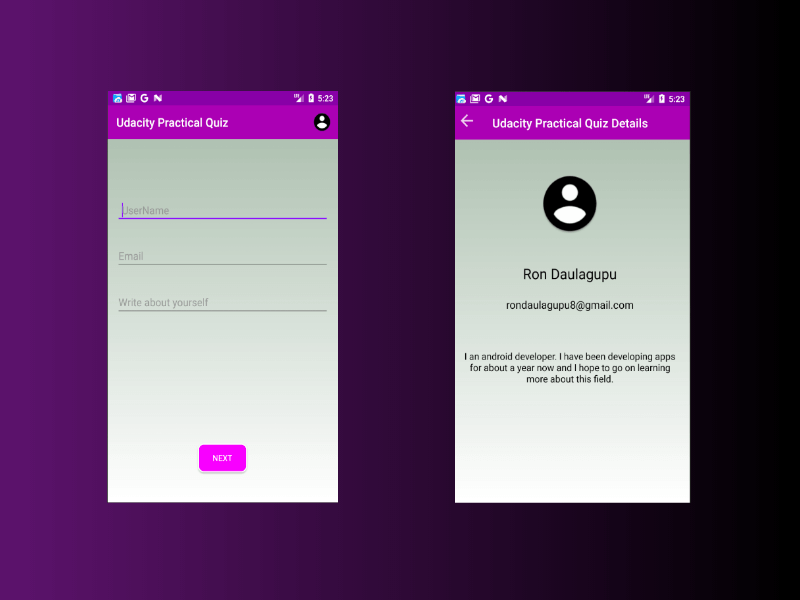 5:23
Udacity Practical Quiz
UserName
Email
Write about yourself
NEXT
5:23
Udacity Practical Quiz Details
Ron Daulagupu
rondaulagupu8@gmail.com
I an android developer. I have been developing apps
for about a year now and I hope to go on learning
more about this field.